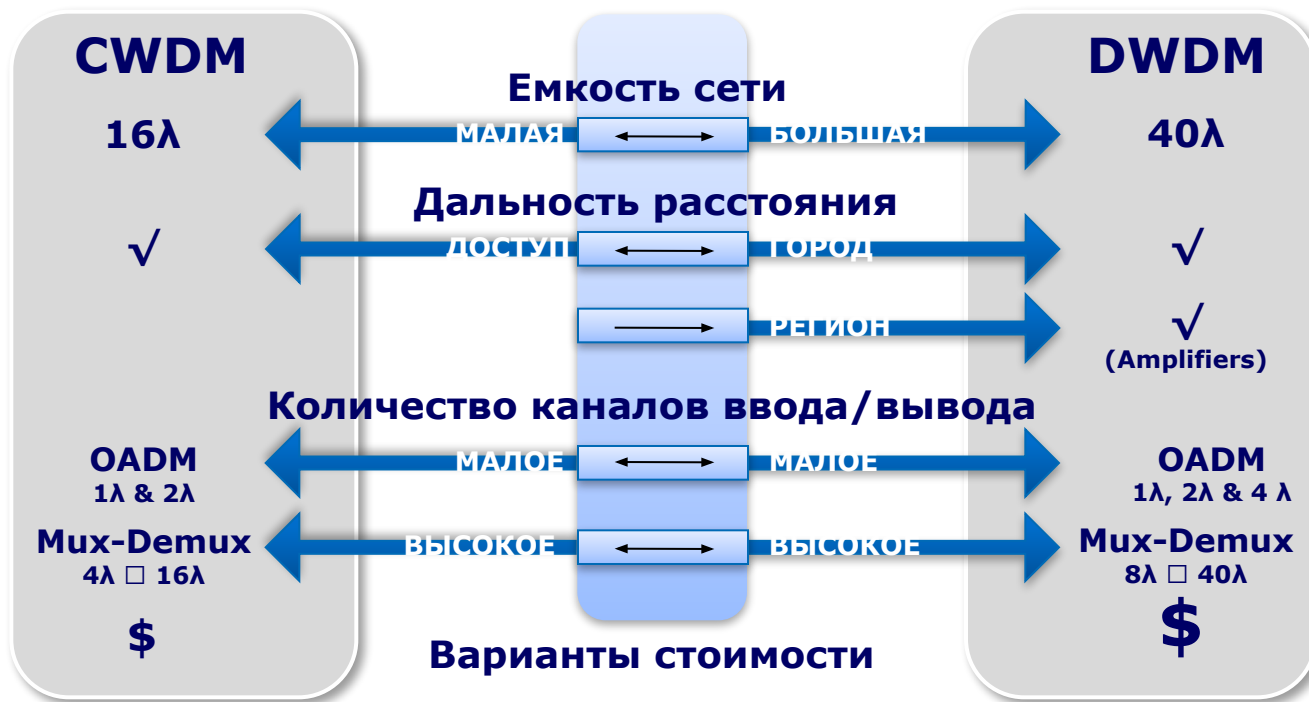 CWDM
DWDM
Емкость сети
16λ
МАЛАЯ
БОЛЬШАЯ
40λ
Дальность расстояния
√
ДОСТУП
ГОРОД
√
РЕГИОН
√
(Amplifiers)
Количество каналов ввода/вывода
OADM
1λ & 2λ
МАЛОЕ
МАЛОЕ
OADM
1λ, 2λ & 4 λ
Mux-Demux
4λ □ 16λ
ВЫСОКОЕ
ВЫСОКОЕ
Mux-Demux
8λ □ 40λ
$
$
Варианты стоимости